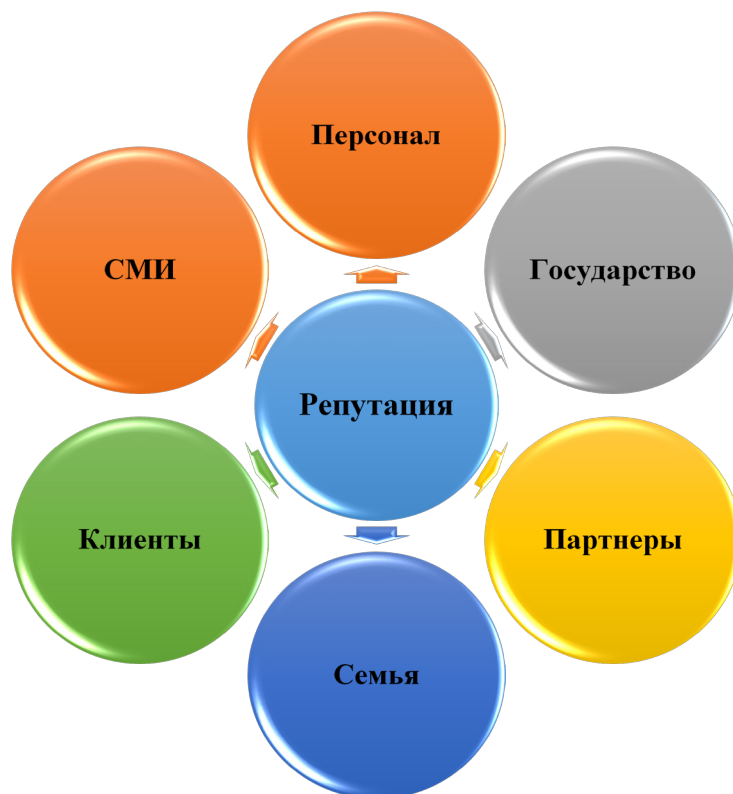 Персонал
СМИ
Государство
Репутация
Клиенты
Партнеры
Семья